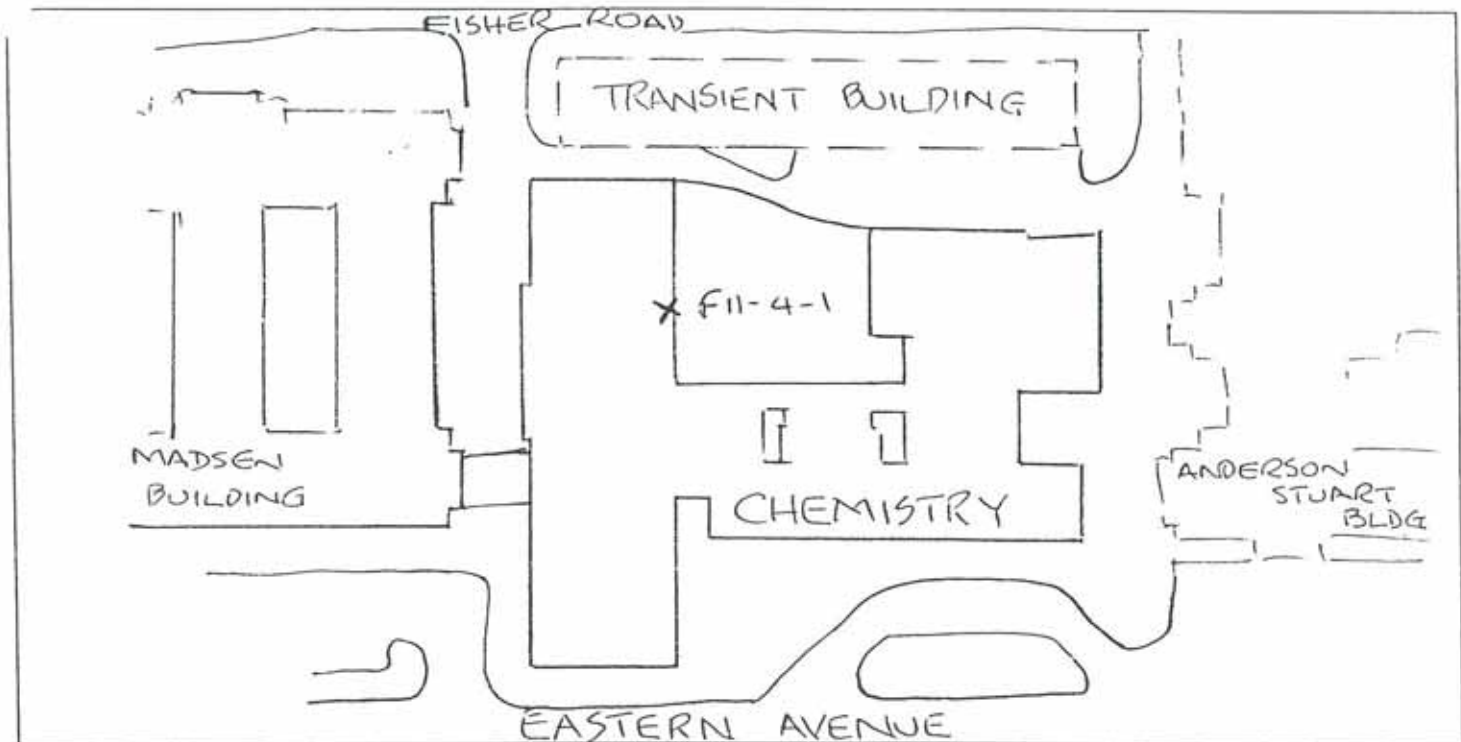 FISHER ROAD
TRANSIENT BUILDING
X F11-4-1
MADSEN
BUILDING
CHEMISTRY
ANDERSON
STUART
BLDG
EASTERN AVENUE